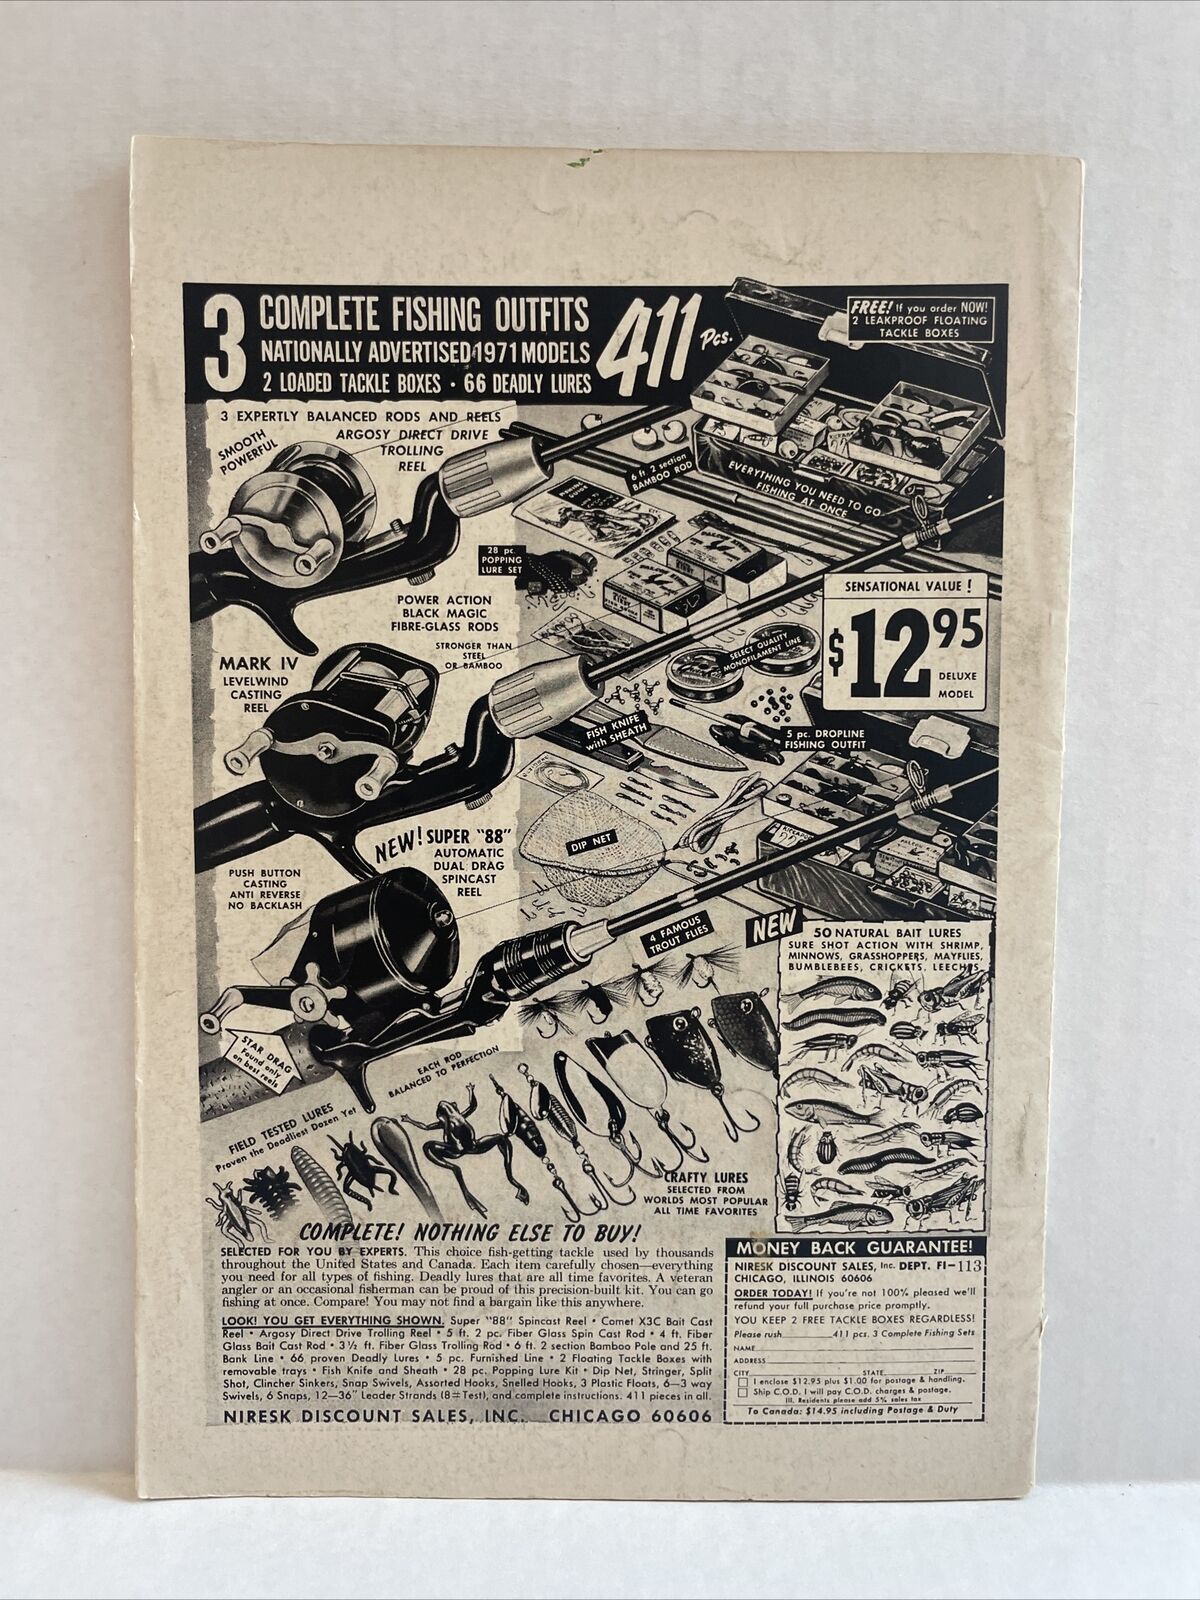 3 COMPLETE FISHING OUTFITS
NATIONALLY ADVERTISED 1971 MODELS
2 LOADED TACKLE BOXES • 66 DEADLY LURES
411 Pcs.
FREE! If you order NOW!
2 LEAKPROOF FLOATING
TACKLE BOXES
3 EXPERTLY BALANCED RODS AND REELS
SMOOTH
POWERFUL
ARGOSY DIRECT DRIVE
TROLLING
REEL
6 ft. 2 section
BAMBOO ROD
EVERYTHING YOU NEED TO GO
FISHING AT ONCE
28 pc.
POPPING
LURE SET
POWER ACTION
BLACK MAGIC
FIBRE-GLASS RODS
STRONGER THAN
STEEL
OR BAMBOO
SENSATIONAL VALUE!
$12.95
DELUXE
MODEL
SELECT QUALITY
MONOFILAMENT LINE
MARK IV
LEVELWIND
CASTING
REEL
FISH KNIFE
with SHEATH
5 pc. DROPLINE
FISHING OUTFIT
DIP NET
NEW! SUPER "88"
AUTOMATIC
DUAL DRAG
SPINCAST
REEL
PUSH BUTTON
CASTING
ANTI REVERSE
NO BACKLASH
4 FAMOUS
TROUT FLIES
NEW
50 NATURAL BAIT LURES
SURE SHOT ACTION WITH SHRIMP,
MINNOWS, GRASSHOPPERS, MAYFLIES,
BUMBLEBEES, CRICKETS, LEECHES
STAR DRAG
Found only
on best reels
EACH ROD
BALANCED TO PERFECTION
FIELD TESTED LURES
Proven the Deadliest Dozen Yet
CRAFTY LURES
SELECTED FROM
WORLDS MOST POPULAR
ALL TIME FAVORITES
COMPLETE! NOTHING ELSE TO BUY!
SELECTED FOR YOU BY EXPERTS. This choice fish-getting tackle used by thousands
throughout the United States and Canada. Each item carefully chosen—everything
you need for all types of fishing. Deadly lures that are all time favorites. A veteran
angler or an occasional fisherman can be proud of this precision-built kit. You can go
fishing at once. Compare! You may not find a bargain like this anywhere.
LOOK! YOU GET EVERYTHING SHOWN. Super "88" Spincast Reel • Comet X3C Bait Cast
Reel • Argosy Direct Drive Trolling Reel • 5 ft. 2 pc. Fiber Glass Spin Cast Rod • 4 ft. Fiber
Glass Bait Cast Rod • 3½ ft. Fiber Glass Trolling Rod • 6 ft. 2 section Bamboo Pole and 25 ft.
Bank Line • 66 proven Deadly Lures • 5 pc. Furnished Line • 2 Floating Tackle Boxes with
removable trays • Fish Knife and Sheath • 28 pc. Popping Lure Kit • Dip Net, Stringer, Split
Shot, Clincher Sinkers, Snap Swivels, Assorted Hooks, Snelled Hooks, 3 Plastic Floats, 6—3 way
Swivels, 6 Snaps, 12—36" Leader Strands (8#Test), and complete instructions. 411 pieces in all.
NIRESK DISCOUNT SALES, INC. CHICAGO 60606
MONEY BACK GUARANTEE!
NIRESK DISCOUNT SALES, Inc. DEPT. FI-113
CHICAGO, ILLINOIS 60606
ORDER TODAY! If you're not 100% pleased we'll
refund your full purchase price promptly.
YOU KEEP 2 FREE TACKLE BOXES REGARDLESS!
Please rush 411 pcs. 3 Complete Fishing Sets
NAME
ADDRESS
CITY STATE ZIP
I enclose $12.95 plus $1.00 for postage & handling.
Ship C.O.D. I will pay C.O.D. charges & postage.
Ill. Residents please add 5% sales tax
To Canada: $14.95 including Postage & Duty